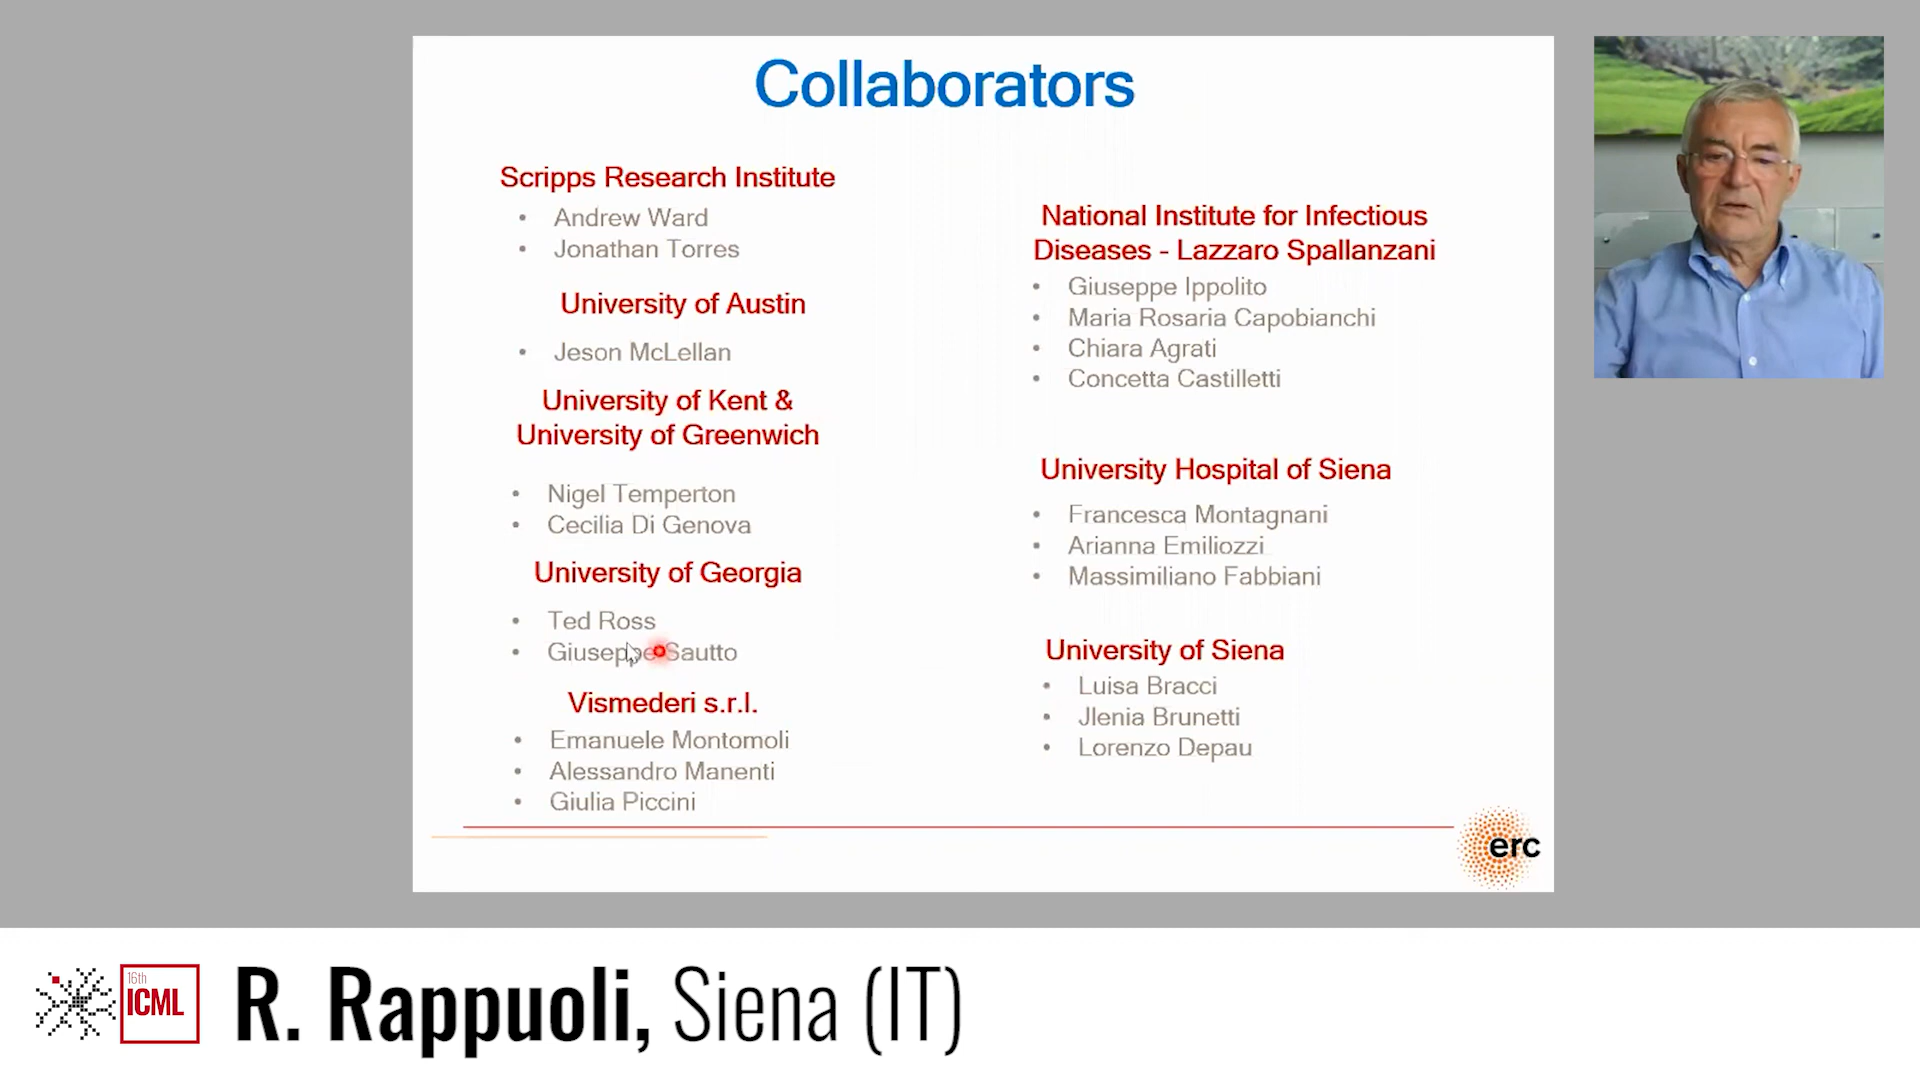 Collaborators
Scripps Research Institute
• Andrew Ward
• Jonathan Torres
University of Austin
• Jeson McLellan
University of Kent &
University of Greenwich
• Nigel Temperton
• Cecilia Di Genova
University of Georgia
• Ted Ross
• Giuseppe Sautto
Vismederi s.r.l.
• Emanuele Montomoli
• Alessandro Manenti
• Giulia Piccini
National Institute for Infectious
Diseases - Lazzaro Spallanzani
• Giuseppe Ippolito
• Maria Rosaria Capobianchi
• Chiara Agrati
• Concetta Castilletti
University Hospital of Siena
• Francesca Montagnani
• Arianna Emiliozzi
• Massimiliano Fabbiani
University of Siena
• Luisa Bracci
• Jlenia Brunetti
• Lorenzo Depau
erc
16th
ICML
R. Rappuoli, Siena (IT)